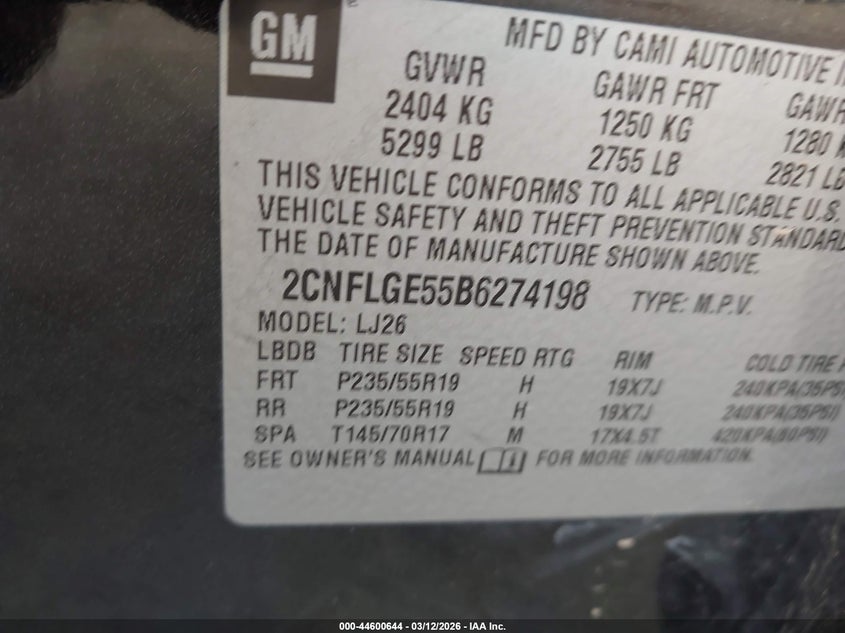 GM
MFD BY CAMI AUTOMOTIVE
GVWR GAWR FRT GAWR
2404 KG 1250 KG 1280
5299 LB 2755 LB 2821 LB
THIS VEHICLE CONFORMS TO ALL APPLICABLE U.S.
VEHICLE SAFETY AND THEFT PREVENTION STANDARD
THE DATE OF MANUFACTURE SHOWN ABOVE.
2CNFLGE55B6274198 TYPE: M.P.V.
MODEL: LJ26
LBDB TIRE SIZE SPEED RTG RIM COLD TIRE
FRT P235/55R19 H 19X7J 240KPA(35PSI)
RR P235/55R19 H 19X7J 240KPA(35PSI)
SPA T145/70R17 M 17X4.5T 420KPA(60PSI)
SEE OWNER'S MANUAL FOR MORE INFORMATION.
000-44600644 - 03/12/2026 - IAA Inc.